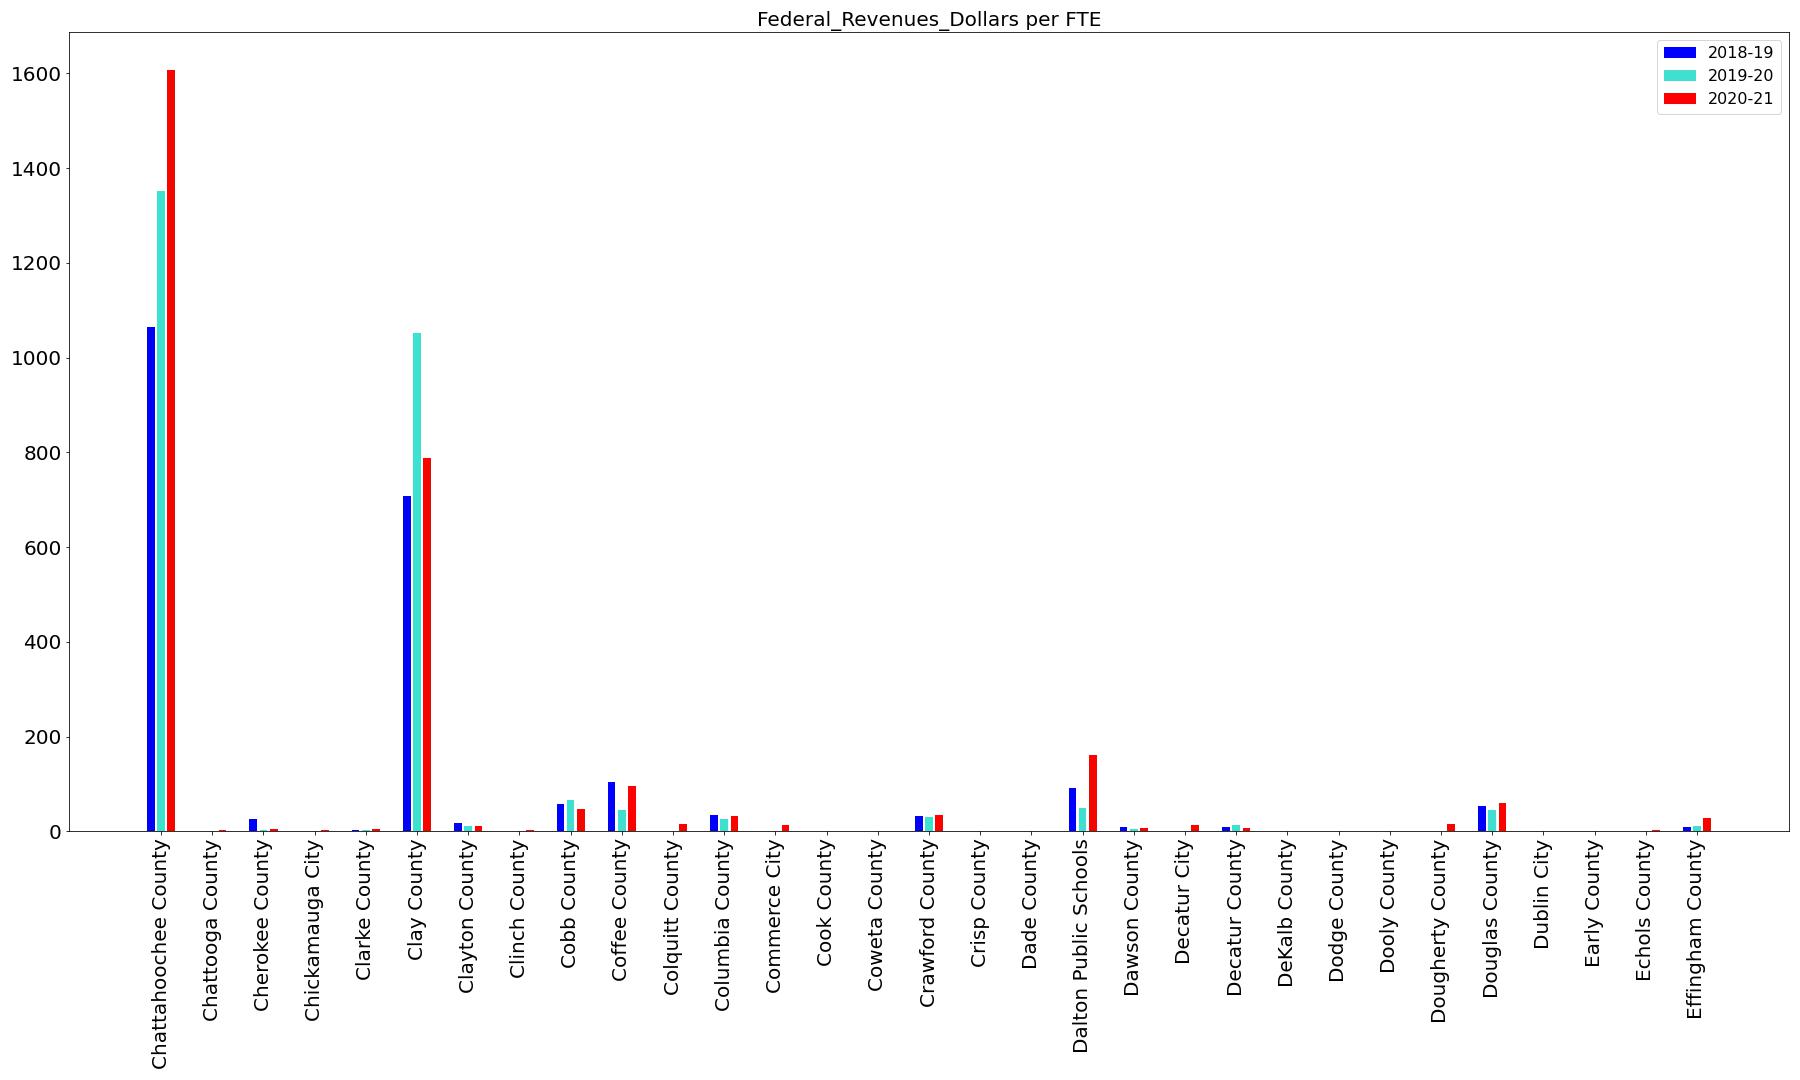 Federal_Revenues_Dollars per FTE
2018-19
2019-20
2020-21
1600
1400
1200
1000
800
600
400
200
0
Chattahoochee County
Chattooga County
Cherokee County
Chickamauga City
Clarke County
Clay County
Clayton County
Clinch County
Cobb County
Coffee County
Colquitt County
Columbia County
Commerce City
Cook County
Coweta County
Crawford County
Crisp County
Dade County
Dalton Public Schools
Dawson County
Decatur City
Decatur County
DeKalb County
Dodge County
Dooly County
Dougherty County
Douglas County
Dublin City
Early County
Echols County
Effingham County